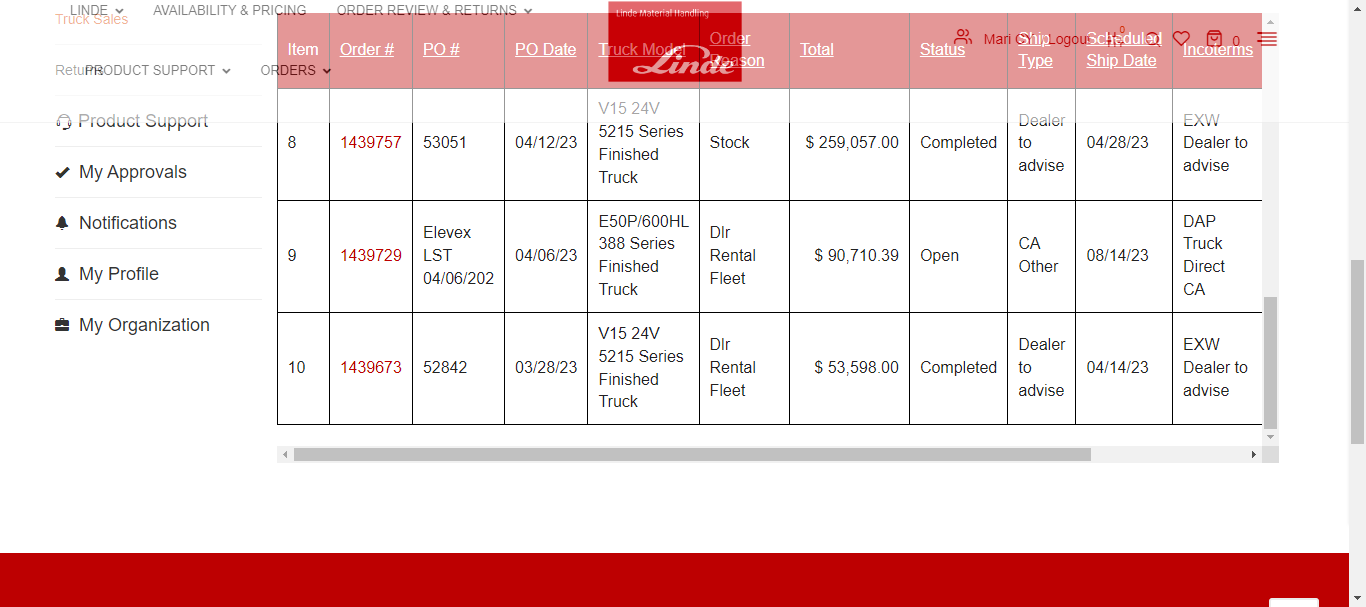 LINDE
AVAILABILITY & PRICING
ORDER REVIEW & RETURNS
Linde Material Handling
Linde
Truck Sales
Returns
PRODUCT SUPPORT
ORDERS
Logout
0
0
Product Support
My Approvals
Notifications
My Profile
My Organization
Item
Order #
PO #
PO Date
Truck Model
Order
Reason
Total
Status
Ship
Type
Scheduled
Ship Date
Incoterms
8
1439757
53051
04/12/23
V15 24V
5215 Series
Finished
Truck
Stock
$ 259,057.00
Completed
Dealer
to
advise
04/28/23
EXW
Dealer to
advise
9
1439729
Elevex
LST
04/06/202
04/06/23
E50P/600HL
388 Series
Finished
Truck
Dlr
Rental
Fleet
$ 90,710.39
Open
CA
Other
08/14/23
DAP
Truck
Direct
CA
10
1439673
52842
03/28/23
V15 24V
5215 Series
Finished
Truck
Dlr
Rental
Fleet
$ 53,598.00
Completed
Dealer
to
advise
04/14/23
EXW
Dealer to
advise